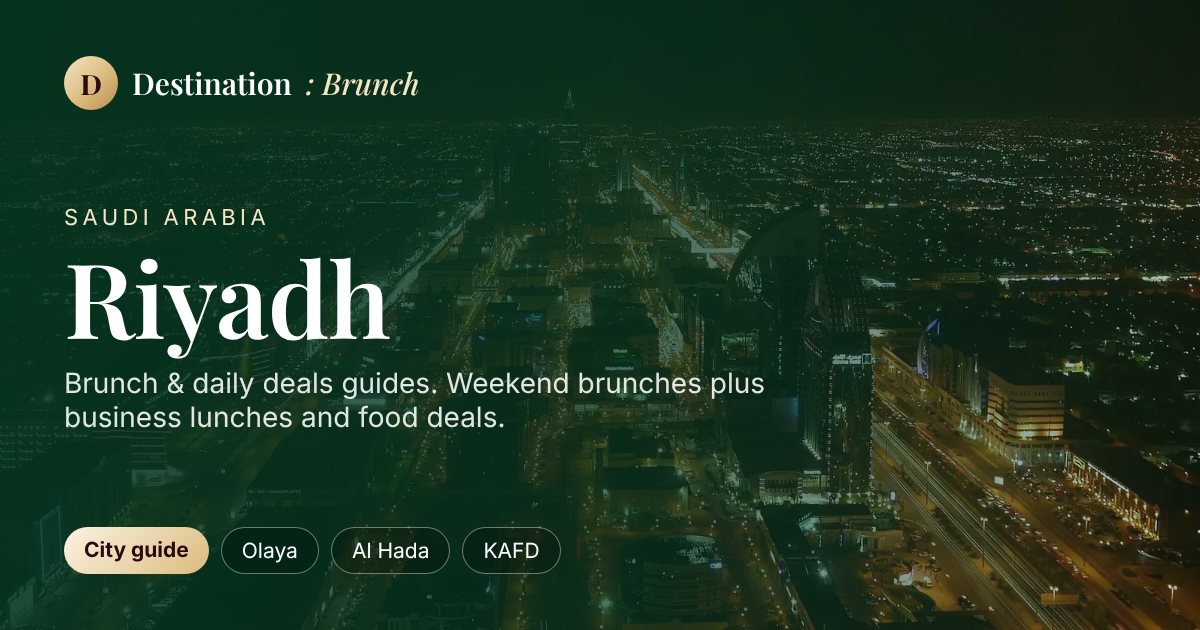 D Destination : Brunch
SAUDI ARABIA
Riyadh
Brunch & daily deals guides. Weekend brunches plus
business lunches and food deals.
City guide Olaya Al Hada KAFD